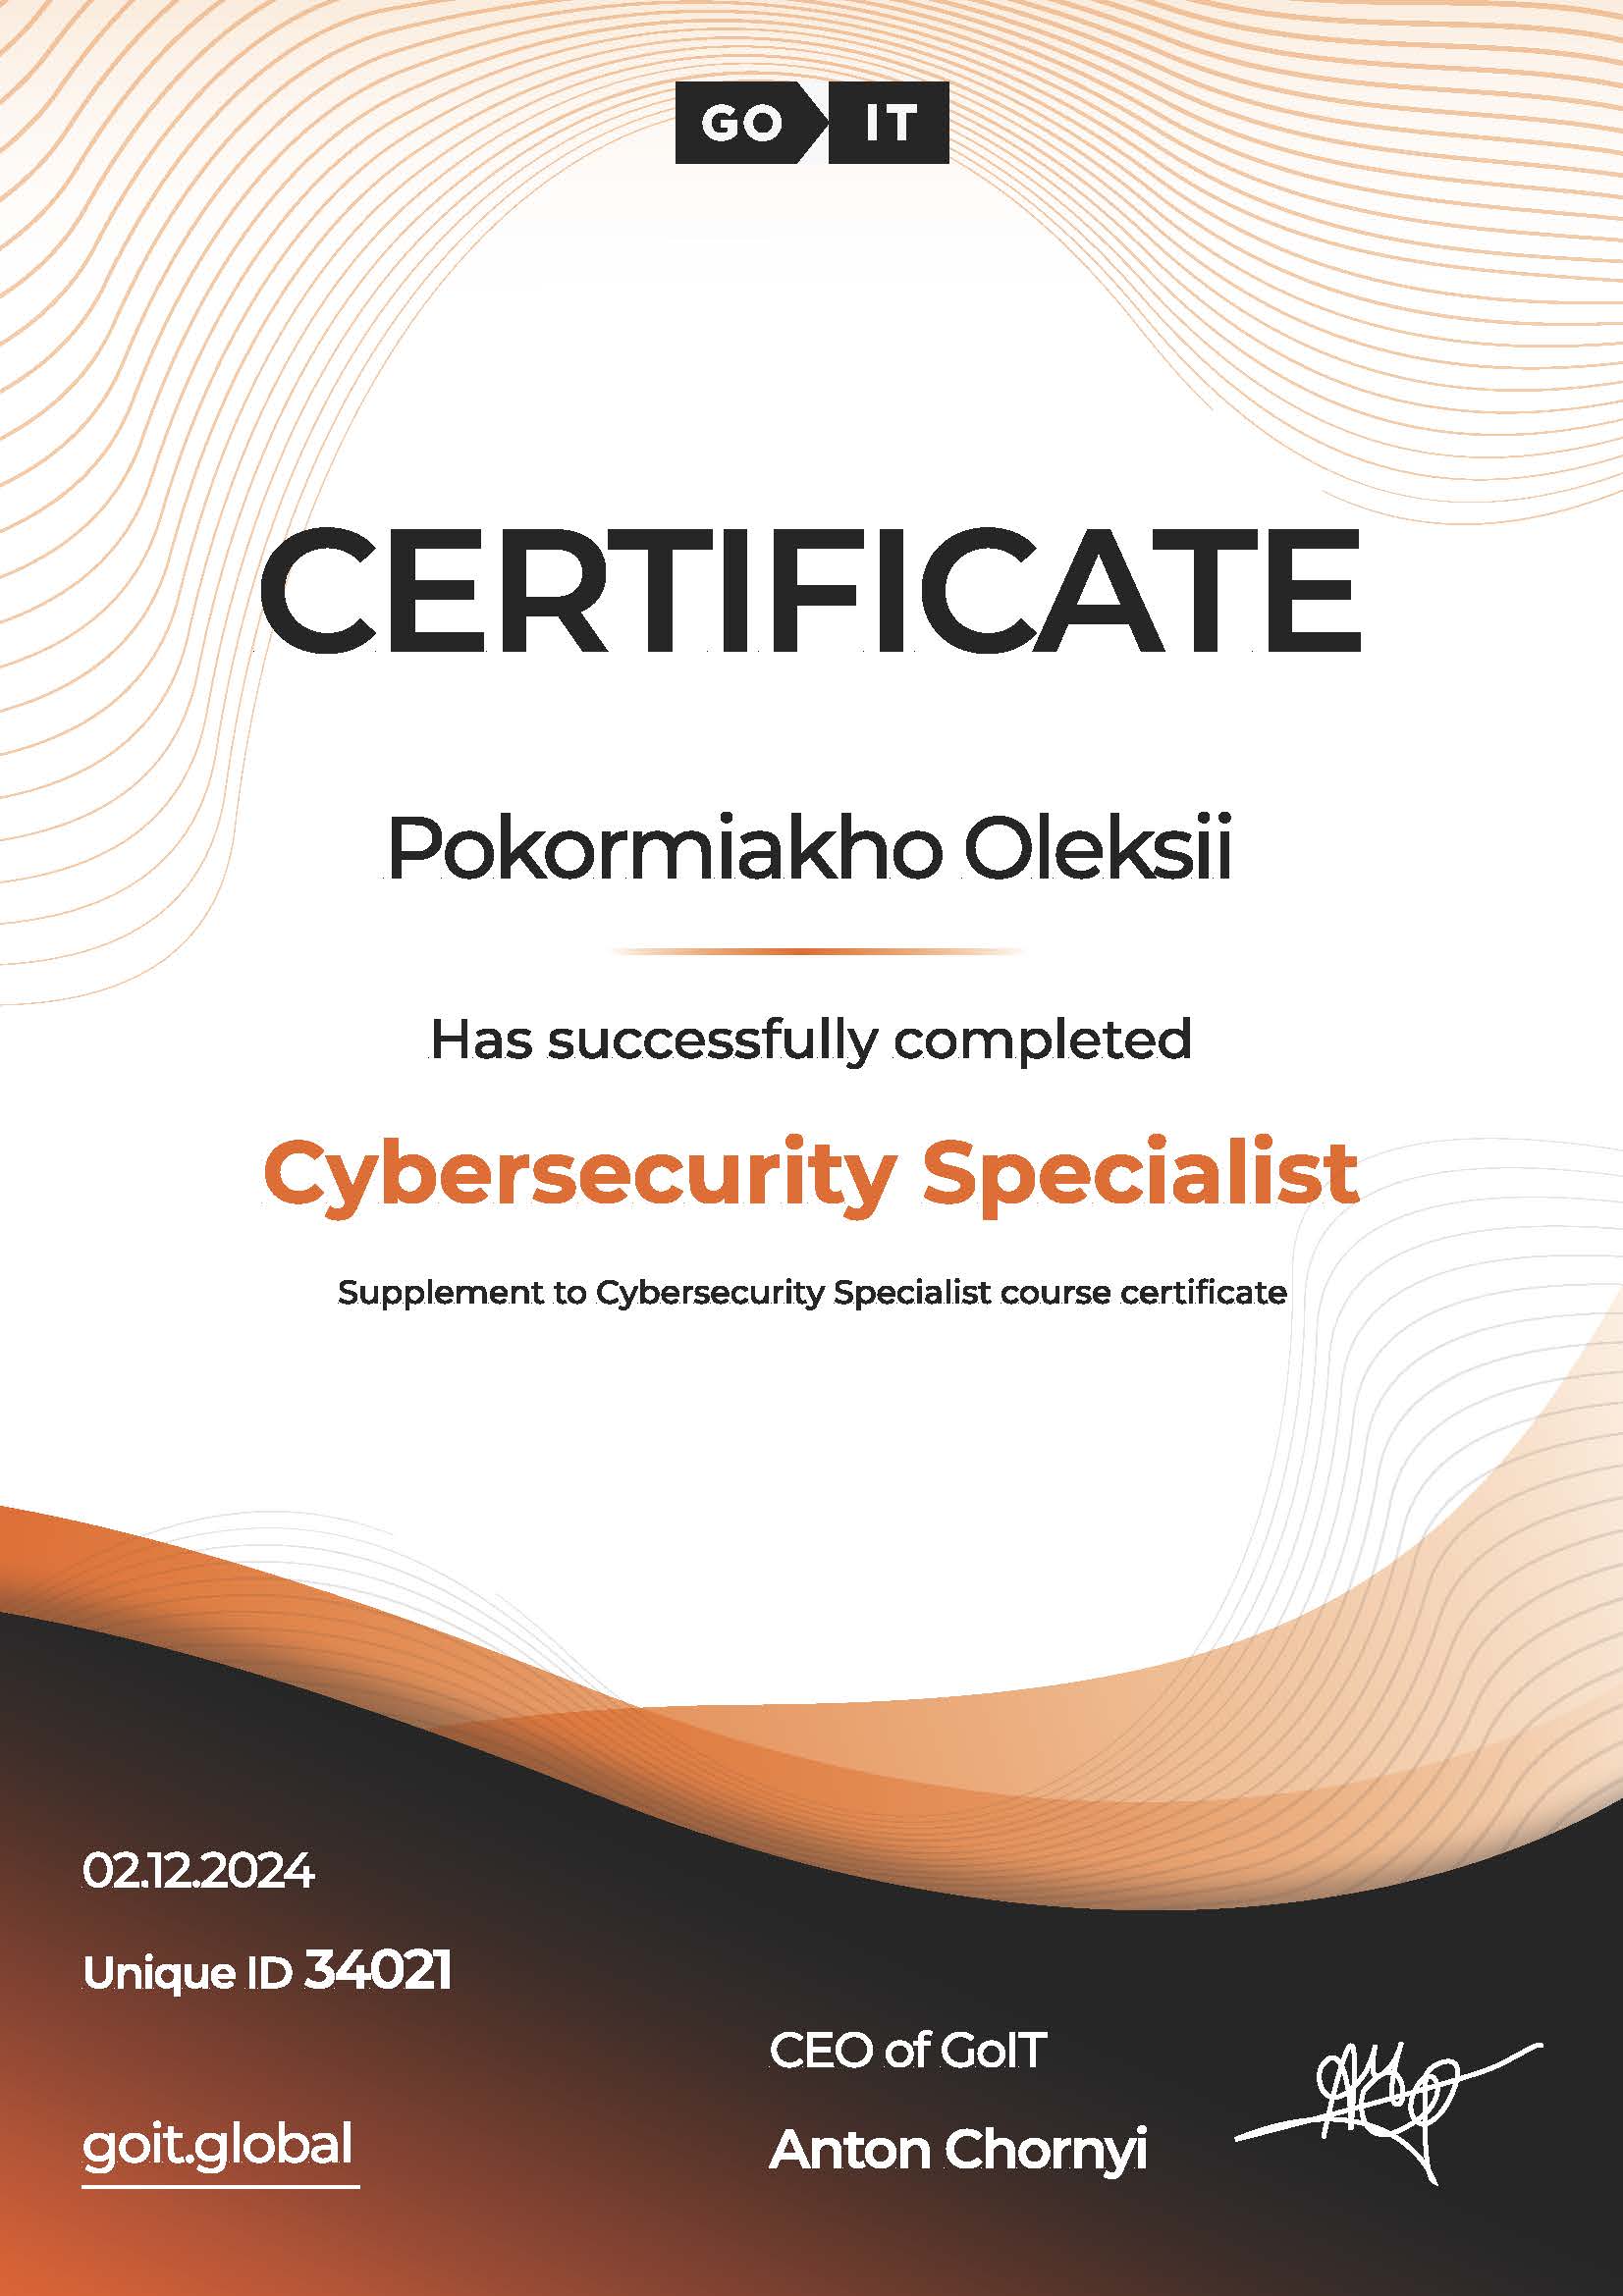 GO IT
CERTIFICATE
Pokormiakho Oleksii
Has successfully completed
Cybersecurity Specialist
Supplement to Cybersecurity Specialist course certificate
02.12.2024
Unique ID 34021
goit.global
CEO of GoIT
Anton Chornyi